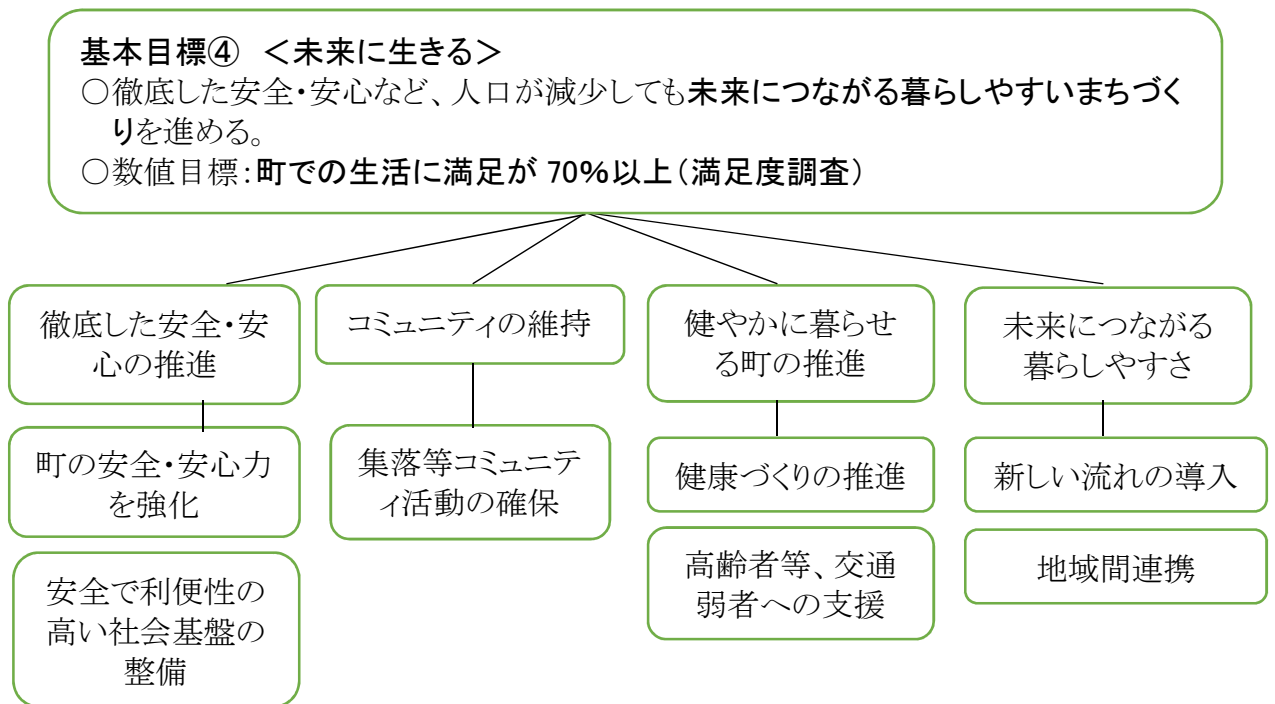 基本目標④ <未来に生きる>
○徹底した安全・安心など、人口が減少しても未来につながる暮らしやすいまちづく
りを進める。
○数値目標:町での生活に満足が 70%以上(満足度調査)
徹底した安全・安
心の推進
コミュニティの維持
健やかに暮らせ
る町の推進
未来につながる
暮らしやすさ
町の安全・安心力
を強化
集落等コミュニテ
ィ活動の確保
健康づくりの推進
新しい流れの導入
安全で利便性の
高い社会基盤の
整備
高齢者等、交通
弱者への支援
地域間連携